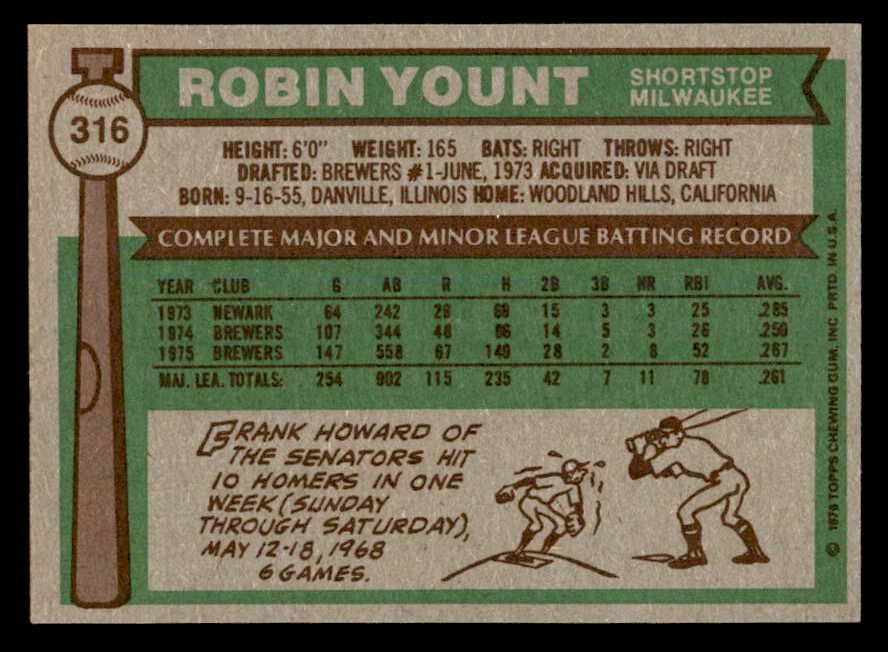 316
ROBIN YOUNT
SHORTSTOP
MILWAUKEE
HEIGHT: 6'0" WEIGHT: 165 BATS: RIGHT THROWS: RIGHT
DRAFTED: BREWERS #1-JUNE, 1973 ACQUIRED: VIA DRAFT
BORN: 9-16-55, DANVILLE, ILLINOIS HOME: WOODLAND HILLS, CALIFORNIA
COMPLETE MAJOR AND MINOR LEAGUE BATTING RECORD
YEAR CLUB G AB R H 2B 3B HR RBI AVG.
1973 NEWARK 64 242 29 69 15 3 3 25 .285
1974 BREWERS 107 344 48 86 14 5 3 26 .250
1975 BREWERS 147 558 67 149 28 2 8 52 .267
MAJ. LEA. TOTALS: 254 902 115 235 42 7 11 78 .261
FRANK HOWARD OF
THE SENATORS HIT
10 HOMERS IN ONE
WEEK (SUNDAY
THROUGH SATURDAY),
MAY 12-18, 1968
6 GAMES.
© 1976 TOPPS CHEWING GUM, INC. PRTD. IN U.S.A.